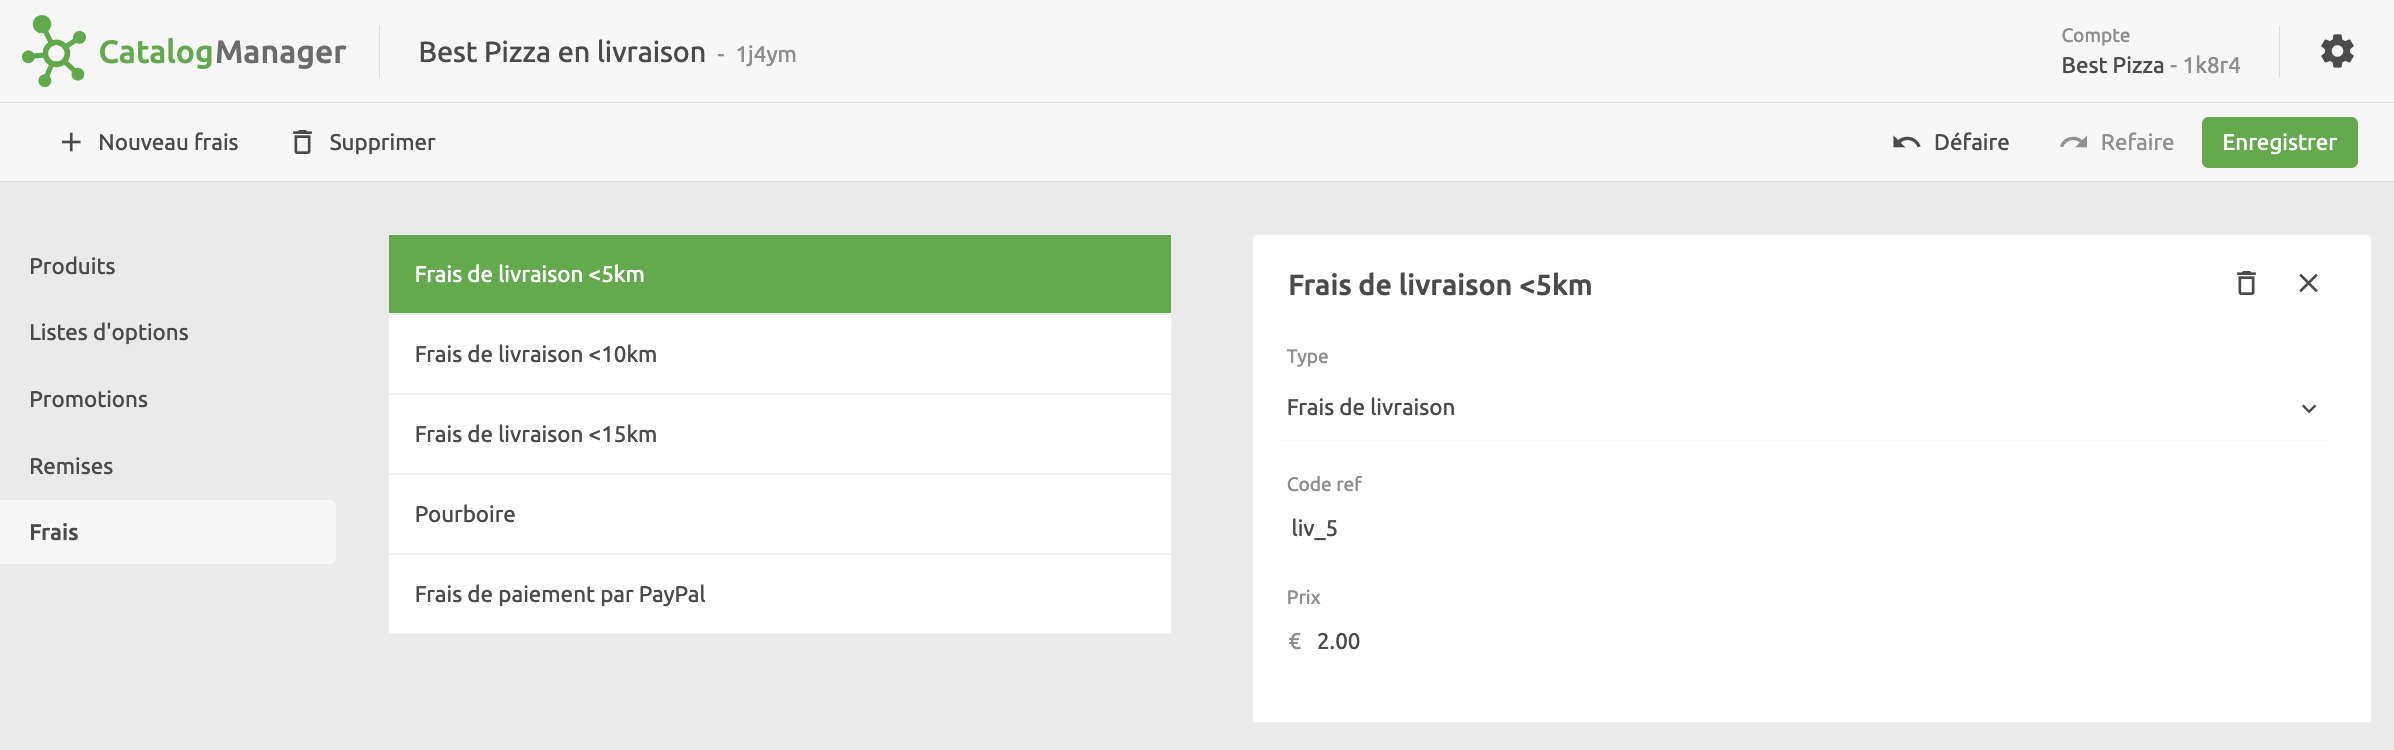 CatalogManager
Best Pizza en livraison - 1j4ym
Compte
Best Pizza - 1k8r4
Nouveau frais
Supprimer
Défaire
Refaire
Enregistrer
Produits
Listes d'options
Promotions
Remises
Frais
Frais de livraison <5km
Frais de livraison <10km
Frais de livraison <15km
Pourboire
Frais de paiement par PayPal
Frais de livraison <5km
Type
Frais de livraison
Code ref
liv_5
Prix
€ 2.00